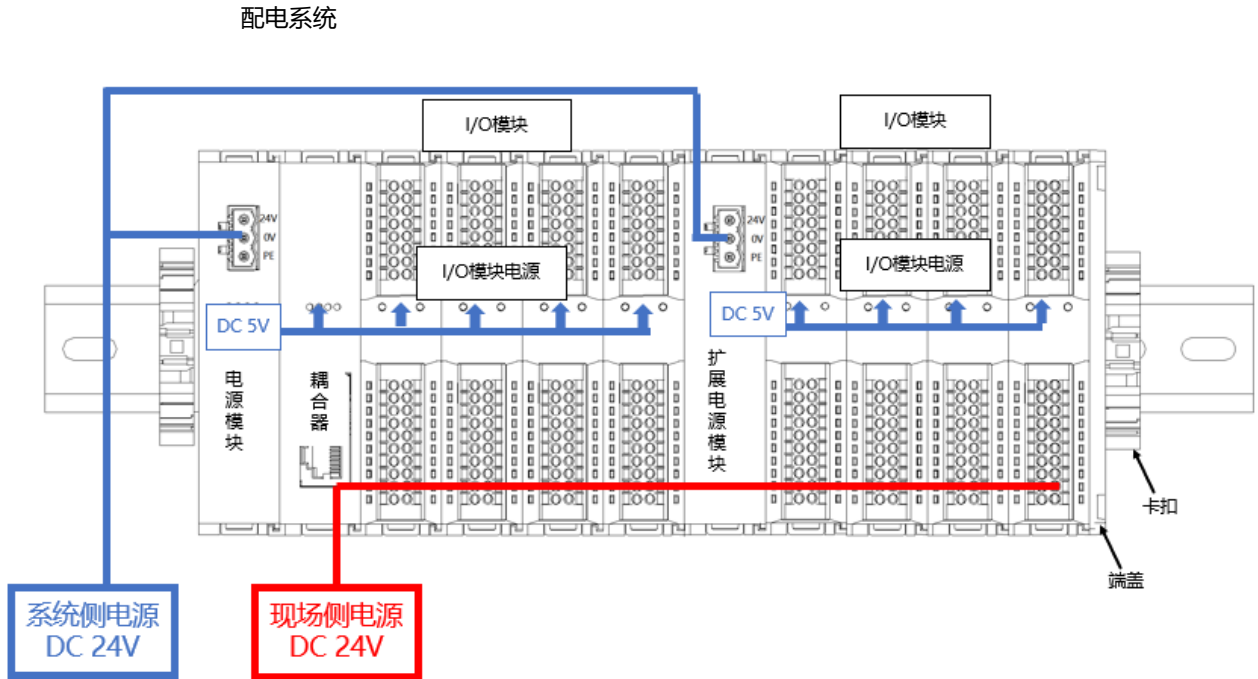 配电系统
I/O模块
I/O模块
24V
0V
PE
24V
0V
PE
I/O模块电源
I/O模块电源
DC 5V
DC 5V
电源模块
耦合器
扩展电源模块
卡扣
端盖
系统侧电源
DC 24V
现场侧电源
DC 24V